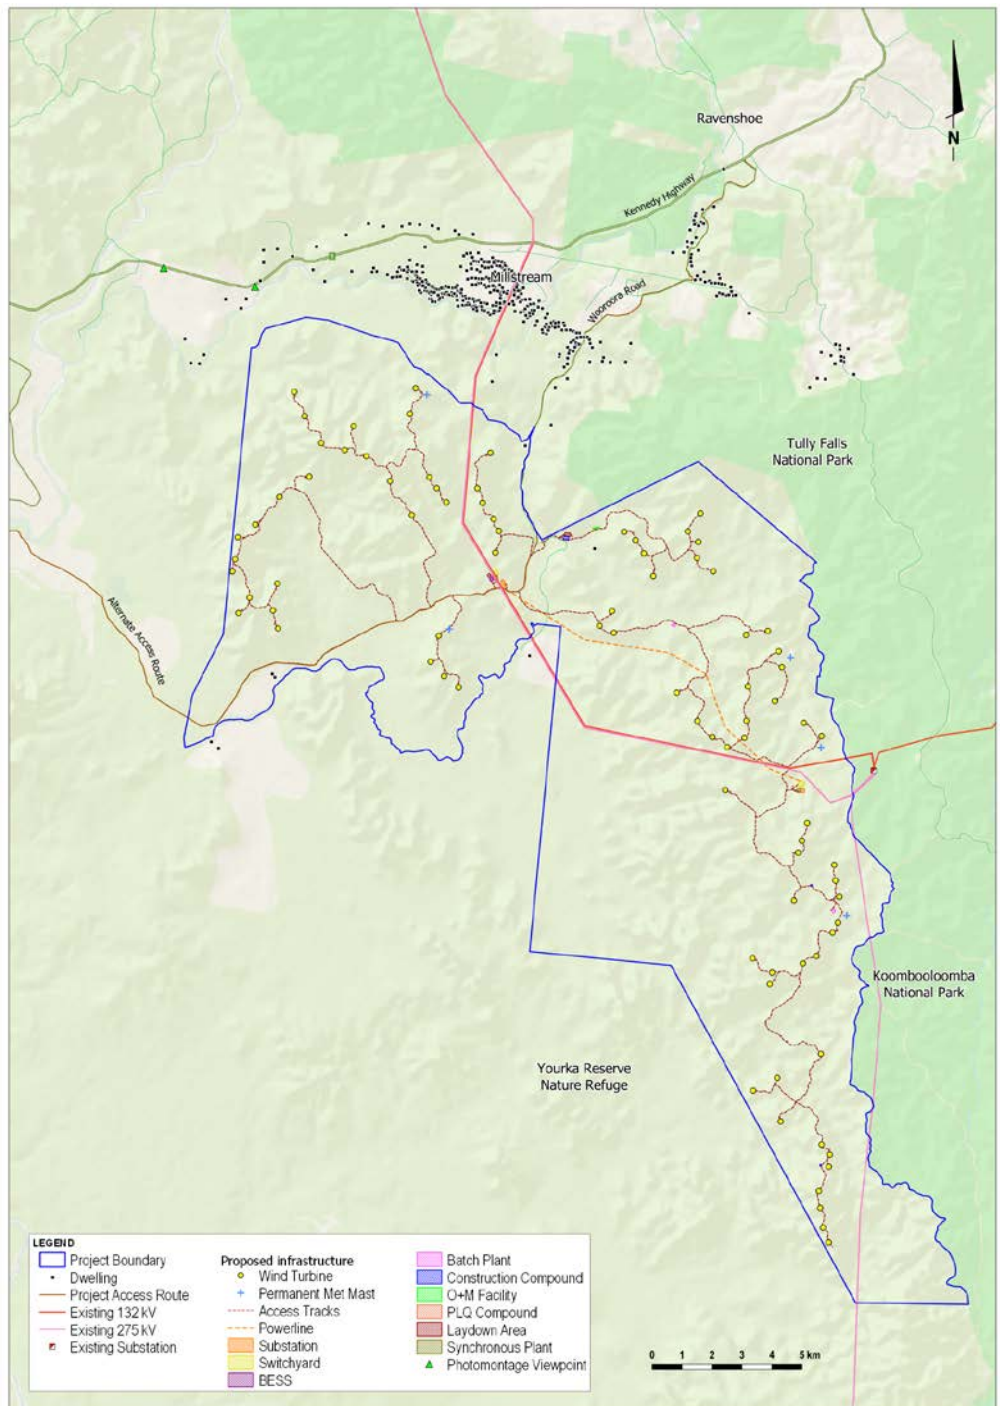 Ravenshoe
N
Kennedy Highway
Millstream
Wooroora Road
Tully Falls
National Park
Alternate Access Route
Koombooloomba
National Park
Yourka Reserve
Nature Refuge
LEGEND
Project Boundary
Dwelling
Project Access Route
Existing 132 kV
Existing 275 kV
Existing Substation
Proposed infrastructure
Wind Turbine
Permanent Met Mast
Access Tracks
Powerline
Substation
Switchyard
BESS
Batch Plant
Construction Compound
O+M Facility
PLQ Compound
Laydown Area
Synchronous Plant
Photomontage Viewpoint
0 1 2 3 4 5 km